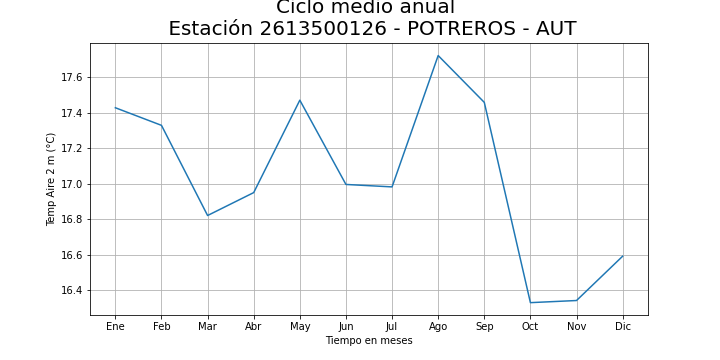 Ciclo medio anual
Estación 2613500126 - POTREROS - AUT
Temp Aire 2 m (°C)
17.6
17.4
17.2
17.0
16.8
16.6
16.4
Ene Feb Mar Abr May Jun Jul Ago Sep Oct Nov Dic
Tiempo en meses